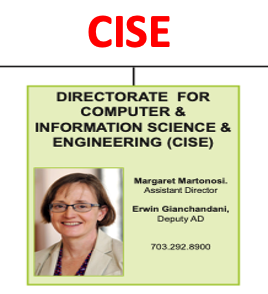 CISE
DIRECTORATE FOR
COMPUTER &
INFORMATION SCIENCE &
ENGINEERING (CISE)
Margaret Martonosi.
Assistant Director
Erwin Gianchandani,
Deputy AD
703.292.8900